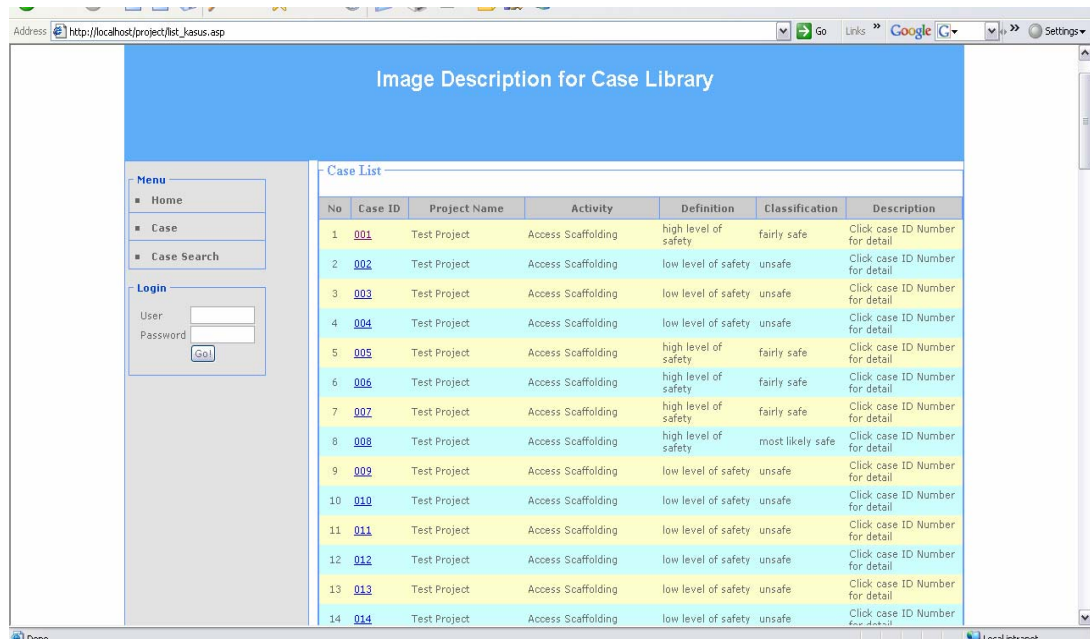 Address http://localhost/project/list_kasus.asp Go Links » Google G » Settings
Image Description for Case Library
Menu
Home
Case
Case Search
Login
User
Password
Go!
Case List
No Case ID Project Name Activity Definition Classification Description
1 001 Test Project Access Scaffolding high level of safety fairly safe Click case ID Number for detail
2 002 Test Project Access Scaffolding low level of safety unsafe Click case ID Number for detail
3 003 Test Project Access Scaffolding low level of safety unsafe Click case ID Number for detail
4 004 Test Project Access Scaffolding low level of safety unsafe Click case ID Number for detail
5 005 Test Project Access Scaffolding high level of safety fairly safe Click case ID Number for detail
6 006 Test Project Access Scaffolding high level of safety fairly safe Click case ID Number for detail
7 007 Test Project Access Scaffolding high level of safety fairly safe Click case ID Number for detail
8 008 Test Project Access Scaffolding high level of safety most likely safe Click case ID Number for detail
9 009 Test Project Access Scaffolding low level of safety unsafe Click case ID Number for detail
10 010 Test Project Access Scaffolding low level of safety unsafe Click case ID Number for detail
11 011 Test Project Access Scaffolding low level of safety unsafe Click case ID Number for detail
12 012 Test Project Access Scaffolding low level of safety unsafe Click case ID Number for detail
13 013 Test Project Access Scaffolding low level of safety unsafe Click case ID Number for detail
14 014 Test Project Access Scaffolding low level of safety unsafe Click case ID Number for detail
Done Local intranet